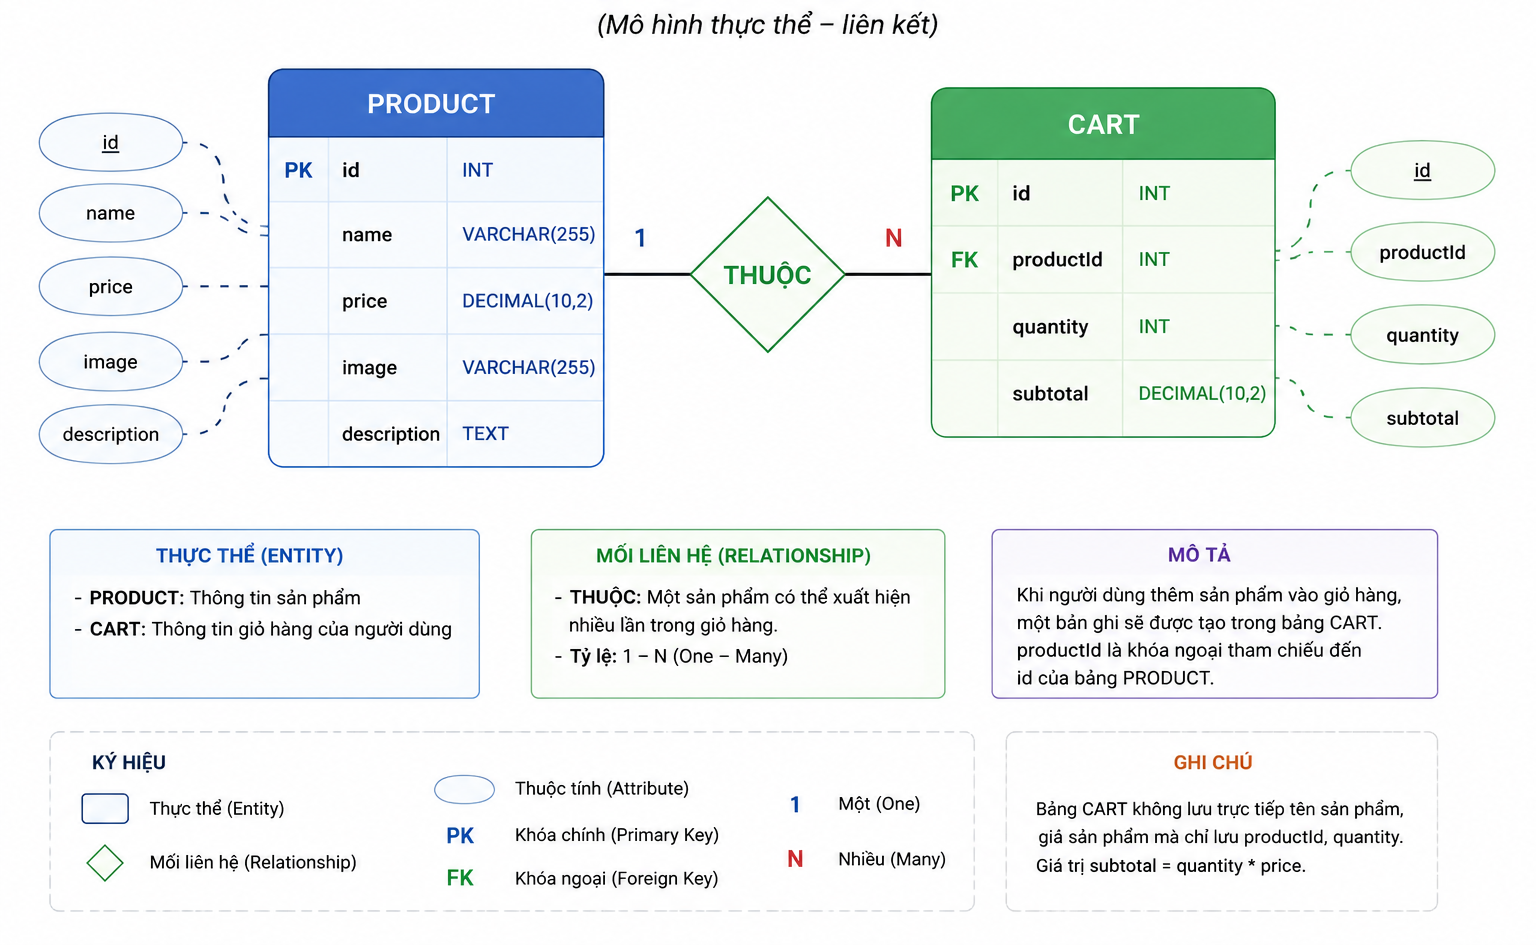 (Mô hình thực thể – liên kết)
id
name
price
image
description
PRODUCT
PK id INT
name VARCHAR(255)
price DECIMAL(10,2)
image VARCHAR(255)
description TEXT
1
THUỘC
N
CART
PK id INT
FK productId INT
quantity INT
subtotal DECIMAL(10,2)
id
productId
quantity
subtotal
THỰC THỂ (ENTITY)
- PRODUCT: Thông tin sản phẩm
- CART: Thông tin giỏ hàng của người dùng
MỐI LIÊN HỆ (RELATIONSHIP)
- THUỘC: Một sản phẩm có thể xuất hiện
nhiều lần trong giỏ hàng.
- Tỷ lệ: 1 – N (One – Many)
MÔ TẢ
Khi người dùng thêm sản phẩm vào giỏ hàng,
một bản ghi sẽ được tạo trong bảng CART.
productId là khóa ngoại tham chiếu đến
id của bảng PRODUCT.
KÝ HIỆU
Thực thể (Entity)
Mối liên hệ (Relationship)
Thuộc tính (Attribute)
PK Khóa chính (Primary Key)
FK Khóa ngoại (Foreign Key)
1 Một (One)
N Nhiều (Many)
GHI CHÚ
Bảng CART không lưu trực tiếp tên sản phẩm,
giá sản phẩm mà chỉ lưu productId, quantity.
Giá trị subtotal = quantity * price.